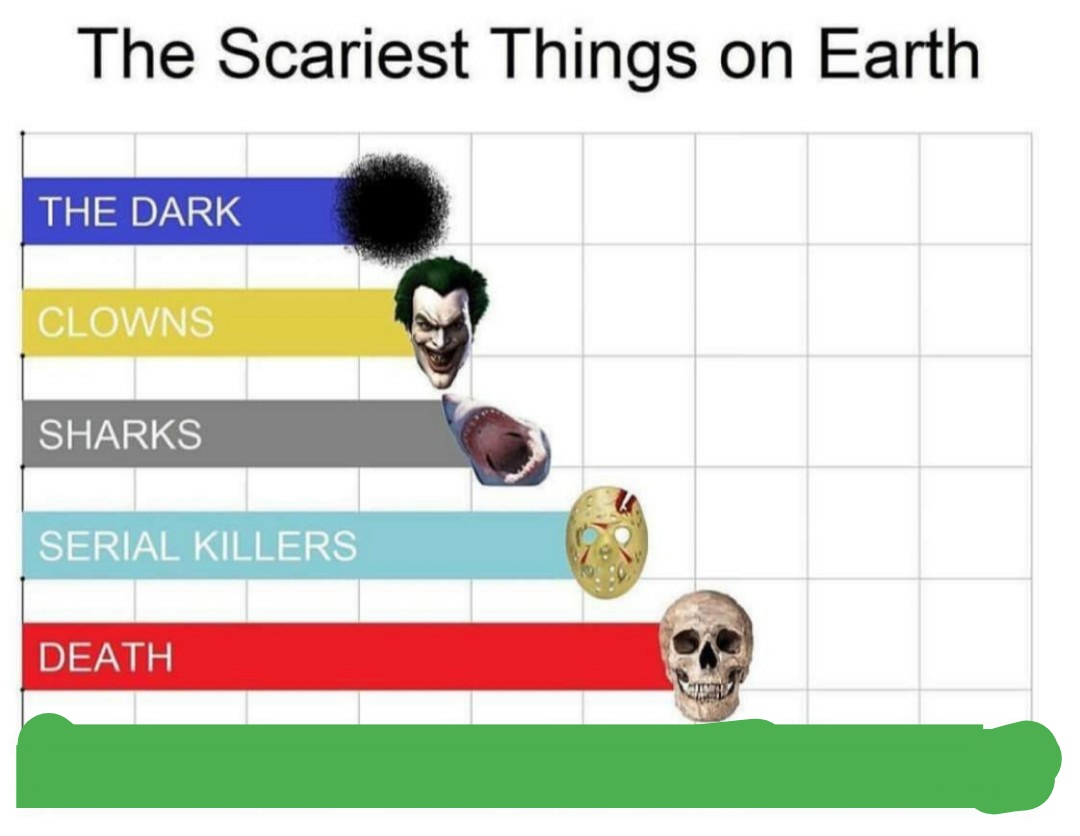 The Scariest Things on Earth
THE DARK
CLOWNS
SHARKS
SERIAL KILLERS
DEATH